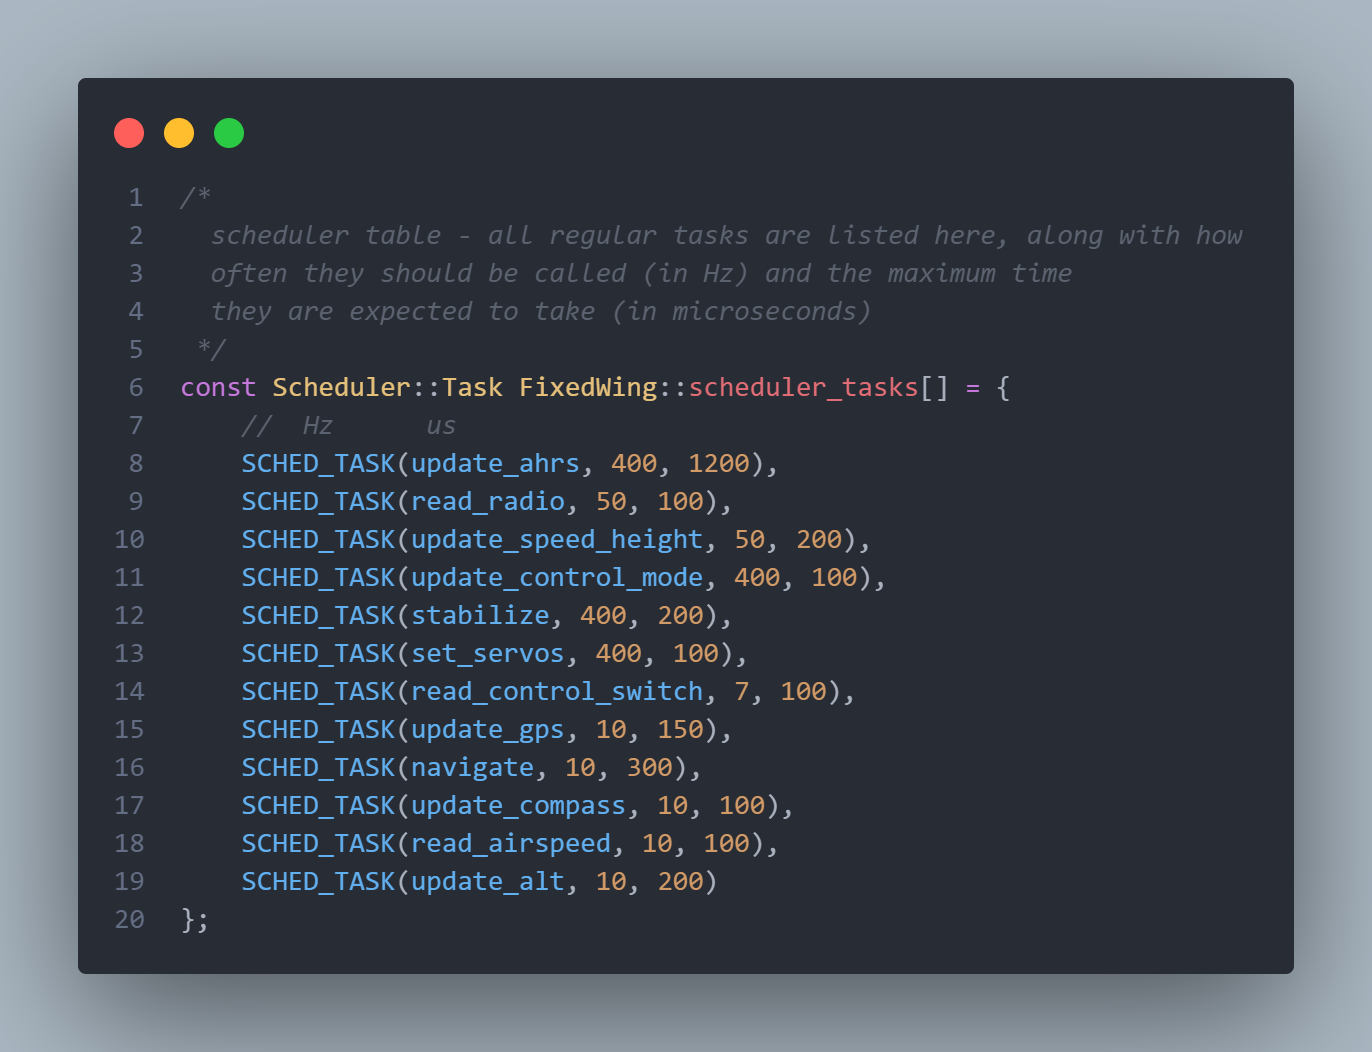 1 /*
2   scheduler table - all regular tasks are listed here, along with how
3   often they should be called (in Hz) and the maximum time
4   they are expected to take (in microseconds)
5  */
6 const Scheduler::Task FixedWing::scheduler_tasks[] = {
7     //  Hz      us
8     SCHED_TASK(update_ahrs, 400, 1200),
9     SCHED_TASK(read_radio, 50, 100),
10     SCHED_TASK(update_speed_height, 50, 200),
11     SCHED_TASK(update_control_mode, 400, 100),
12     SCHED_TASK(stabilize, 400, 200),
13     SCHED_TASK(set_servos, 400, 100),
14     SCHED_TASK(read_control_switch, 7, 100),
15     SCHED_TASK(update_gps, 10, 150),
16     SCHED_TASK(navigate, 10, 300),
17     SCHED_TASK(update_compass, 10, 100),
18     SCHED_TASK(read_airspeed, 10, 100),
19     SCHED_TASK(update_alt, 10, 200)
20 };